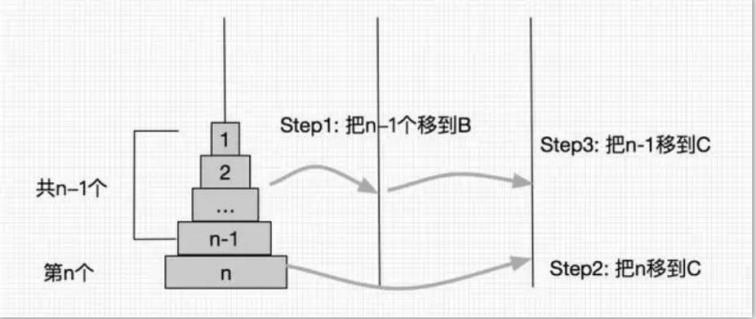 1
Step1: 把n-1个移到B
Step3: 把n-1移到C
2
共n-1个
...
n-1
第n个
n
Step2: 把n移到C